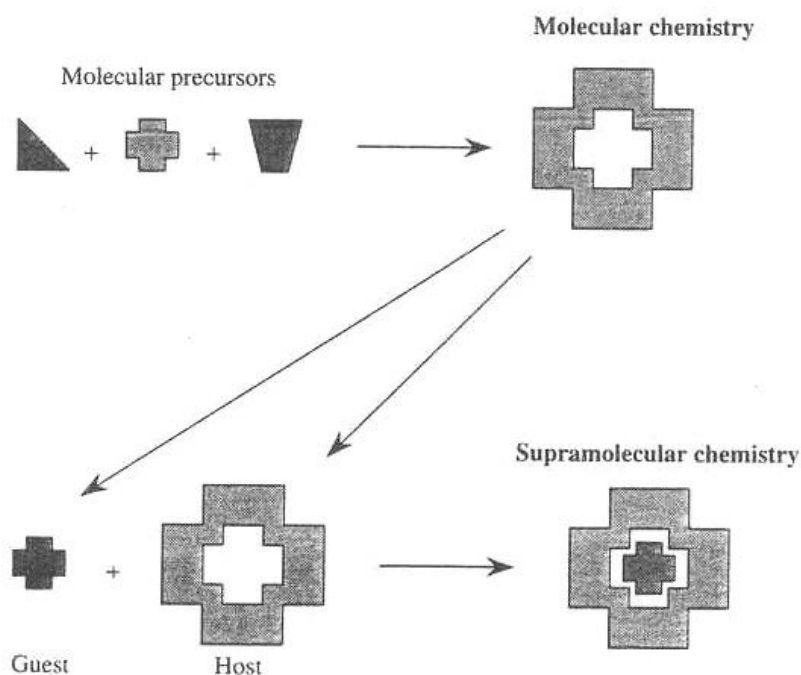 Molecular chemistry
Molecular precursors
+ +
Supramolecular chemistry
+
Guest Host